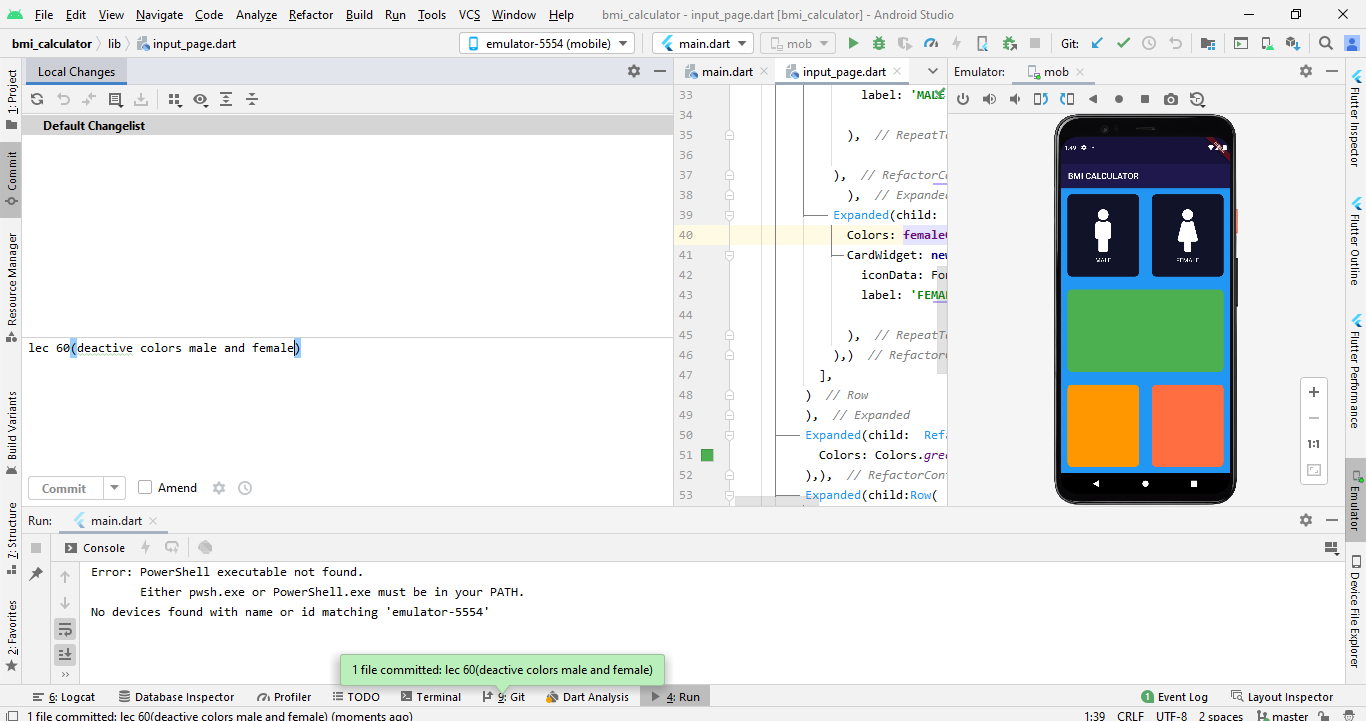 File Edit View Navigate Code Analyze Refactor Build Run Tools VCS Window Help bmi_calculator - input_page.dart [bmi_calculator] - Android Studio
bmi_calculator lib input_page.dart emulator-5554 (mobile) main.dart mob Git:
Local Changes
main.dart input_page.dart
Emulator: mob
Default Changelist
33 label: 'MALE
34
35 ), // RepeatTe
36
37 ), // RefactorCo
38 ), // Expanded
39 Expanded(child:
40 Colors: female
41 CardWidget: new
42 iconData: Fo
43 label: 'FEMA
44
45 ), // RepeatTe
46 ),) // Refactor
47 ],
48 ) // Row
49 ), // Expanded
50 Expanded(child: Ref
51 Colors: Colors.gree
52 ),), // RefactorCont
53 Expanded(child:Row(
1:49
BMI CALCULATOR
MALE
FEMALE
1:1
lec 60(deactive colors male and female)
Commit Amend
1: Project
Commit
Resource Manager
Build Variants
7: Structure
2: Favorites
Flutter Inspector
Flutter Outline
Flutter Performance
Emulator
Device File Explorer
Run: main.dart
Console
Error: PowerShell executable not found.
Either pwsh.exe or PowerShell.exe must be in your PATH.
No devices found with name or id matching 'emulator-5554'
1 file committed: lec 60(deactive colors male and female)
6: Logcat Database Inspector Profiler TODO Terminal 9: Git Dart Analysis 4: Run 1 Event Log Layout Inspector
1 file committed: lec 60(deactive colors male and female) (moments ago) 1:39 CRLF UTF-8 2 spaces master